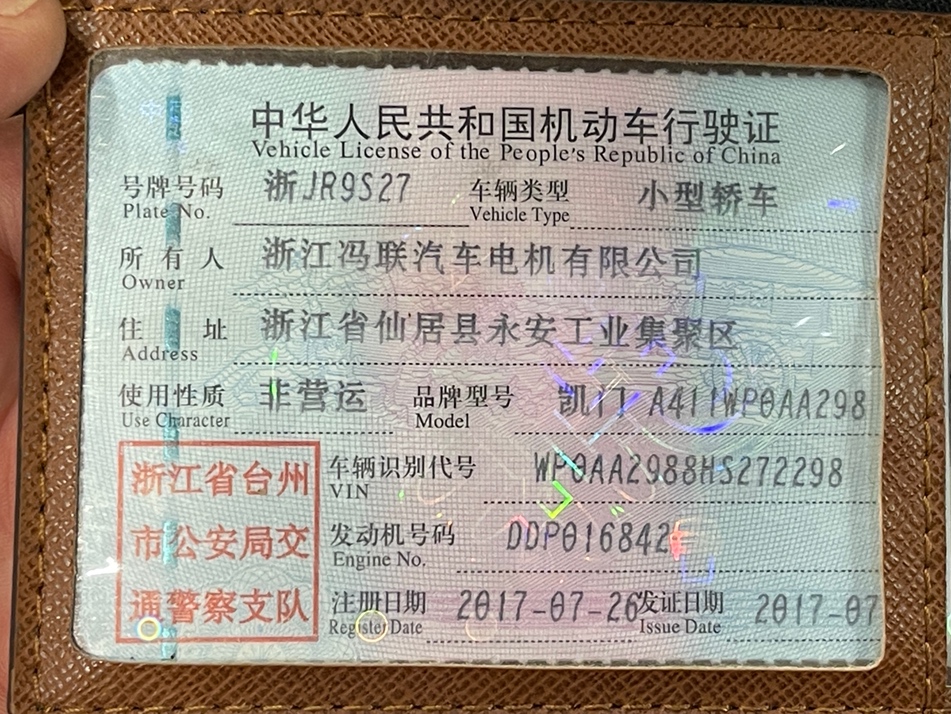 中华人民共和国机动车行驶证
Vehicle License of the People's Republic of China
号牌号码 浙JR9S27 车辆类型 小型轿车
Plate No. Vehicle Type
所有人 浙江冯联汽车电机有限公司
Owner
住址 浙江省仙居县永安工业集聚区
Address
使用性质 非营运 品牌型号 凯门 A411WP0AA298
Use Character Model
浙江省台州
市公安局交
通警察支队
车辆识别代号 WP0AA2988HS272298
VIN
发动机号码 DDP016842
Engine No.
注册日期 2017-07-26 发证日期 2017-07
Register Date Issue Date